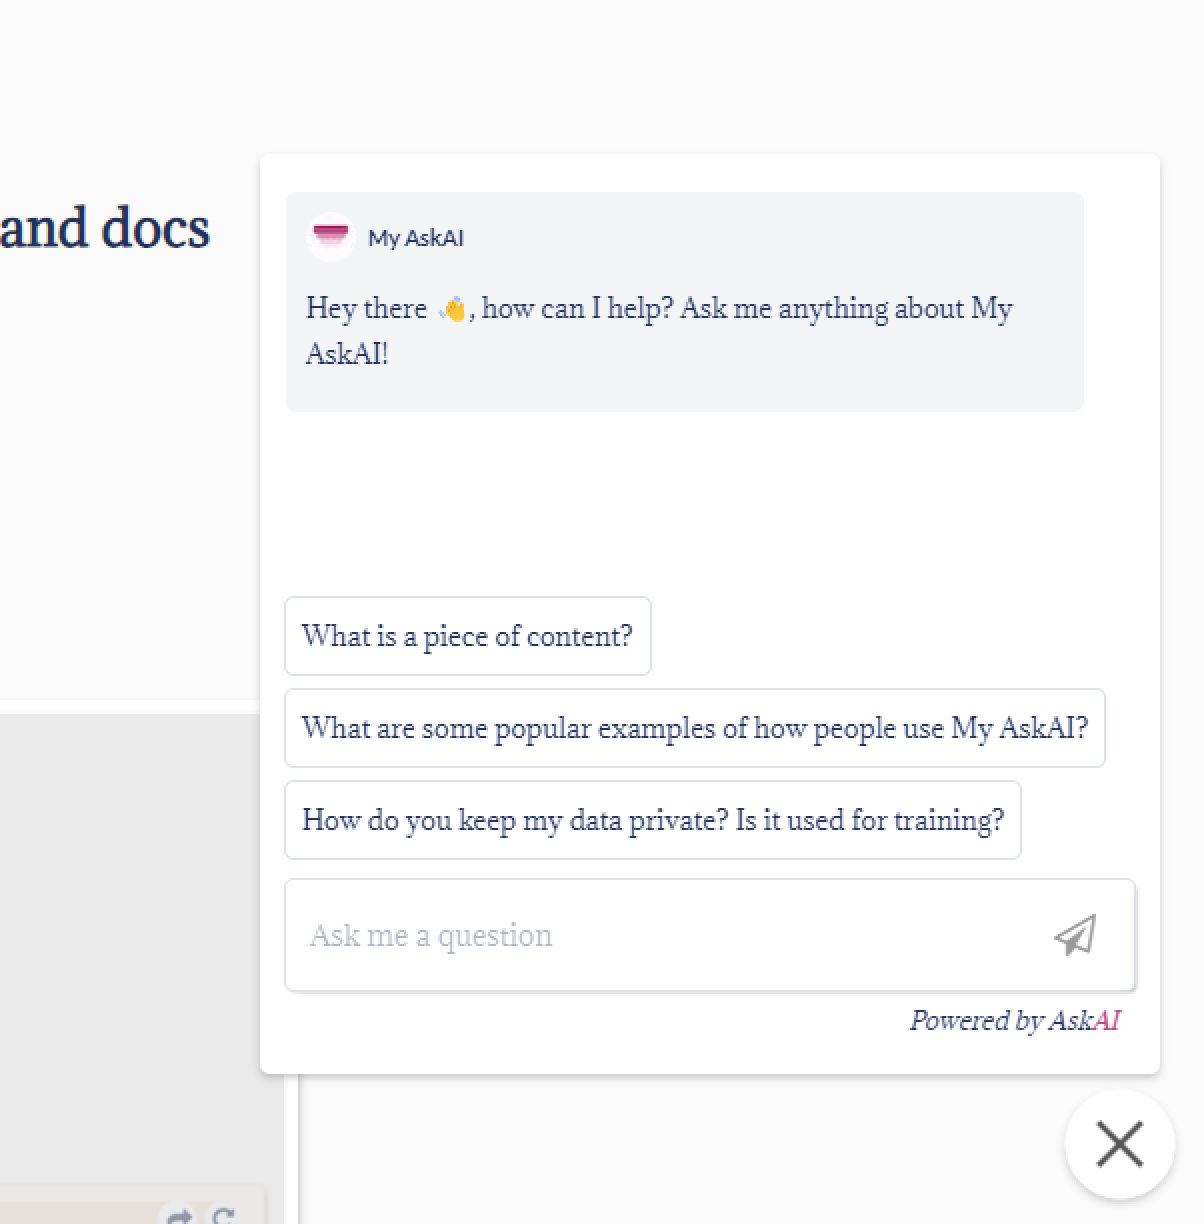 and docs
My AskAI
Hey there 👋, how can I help? Ask me anything about My
AskAI!
What is a piece of content?
What are some popular examples of how people use My AskAI?
How do you keep my data private? Is it used for training?
Ask me a question
Powered by AskAI